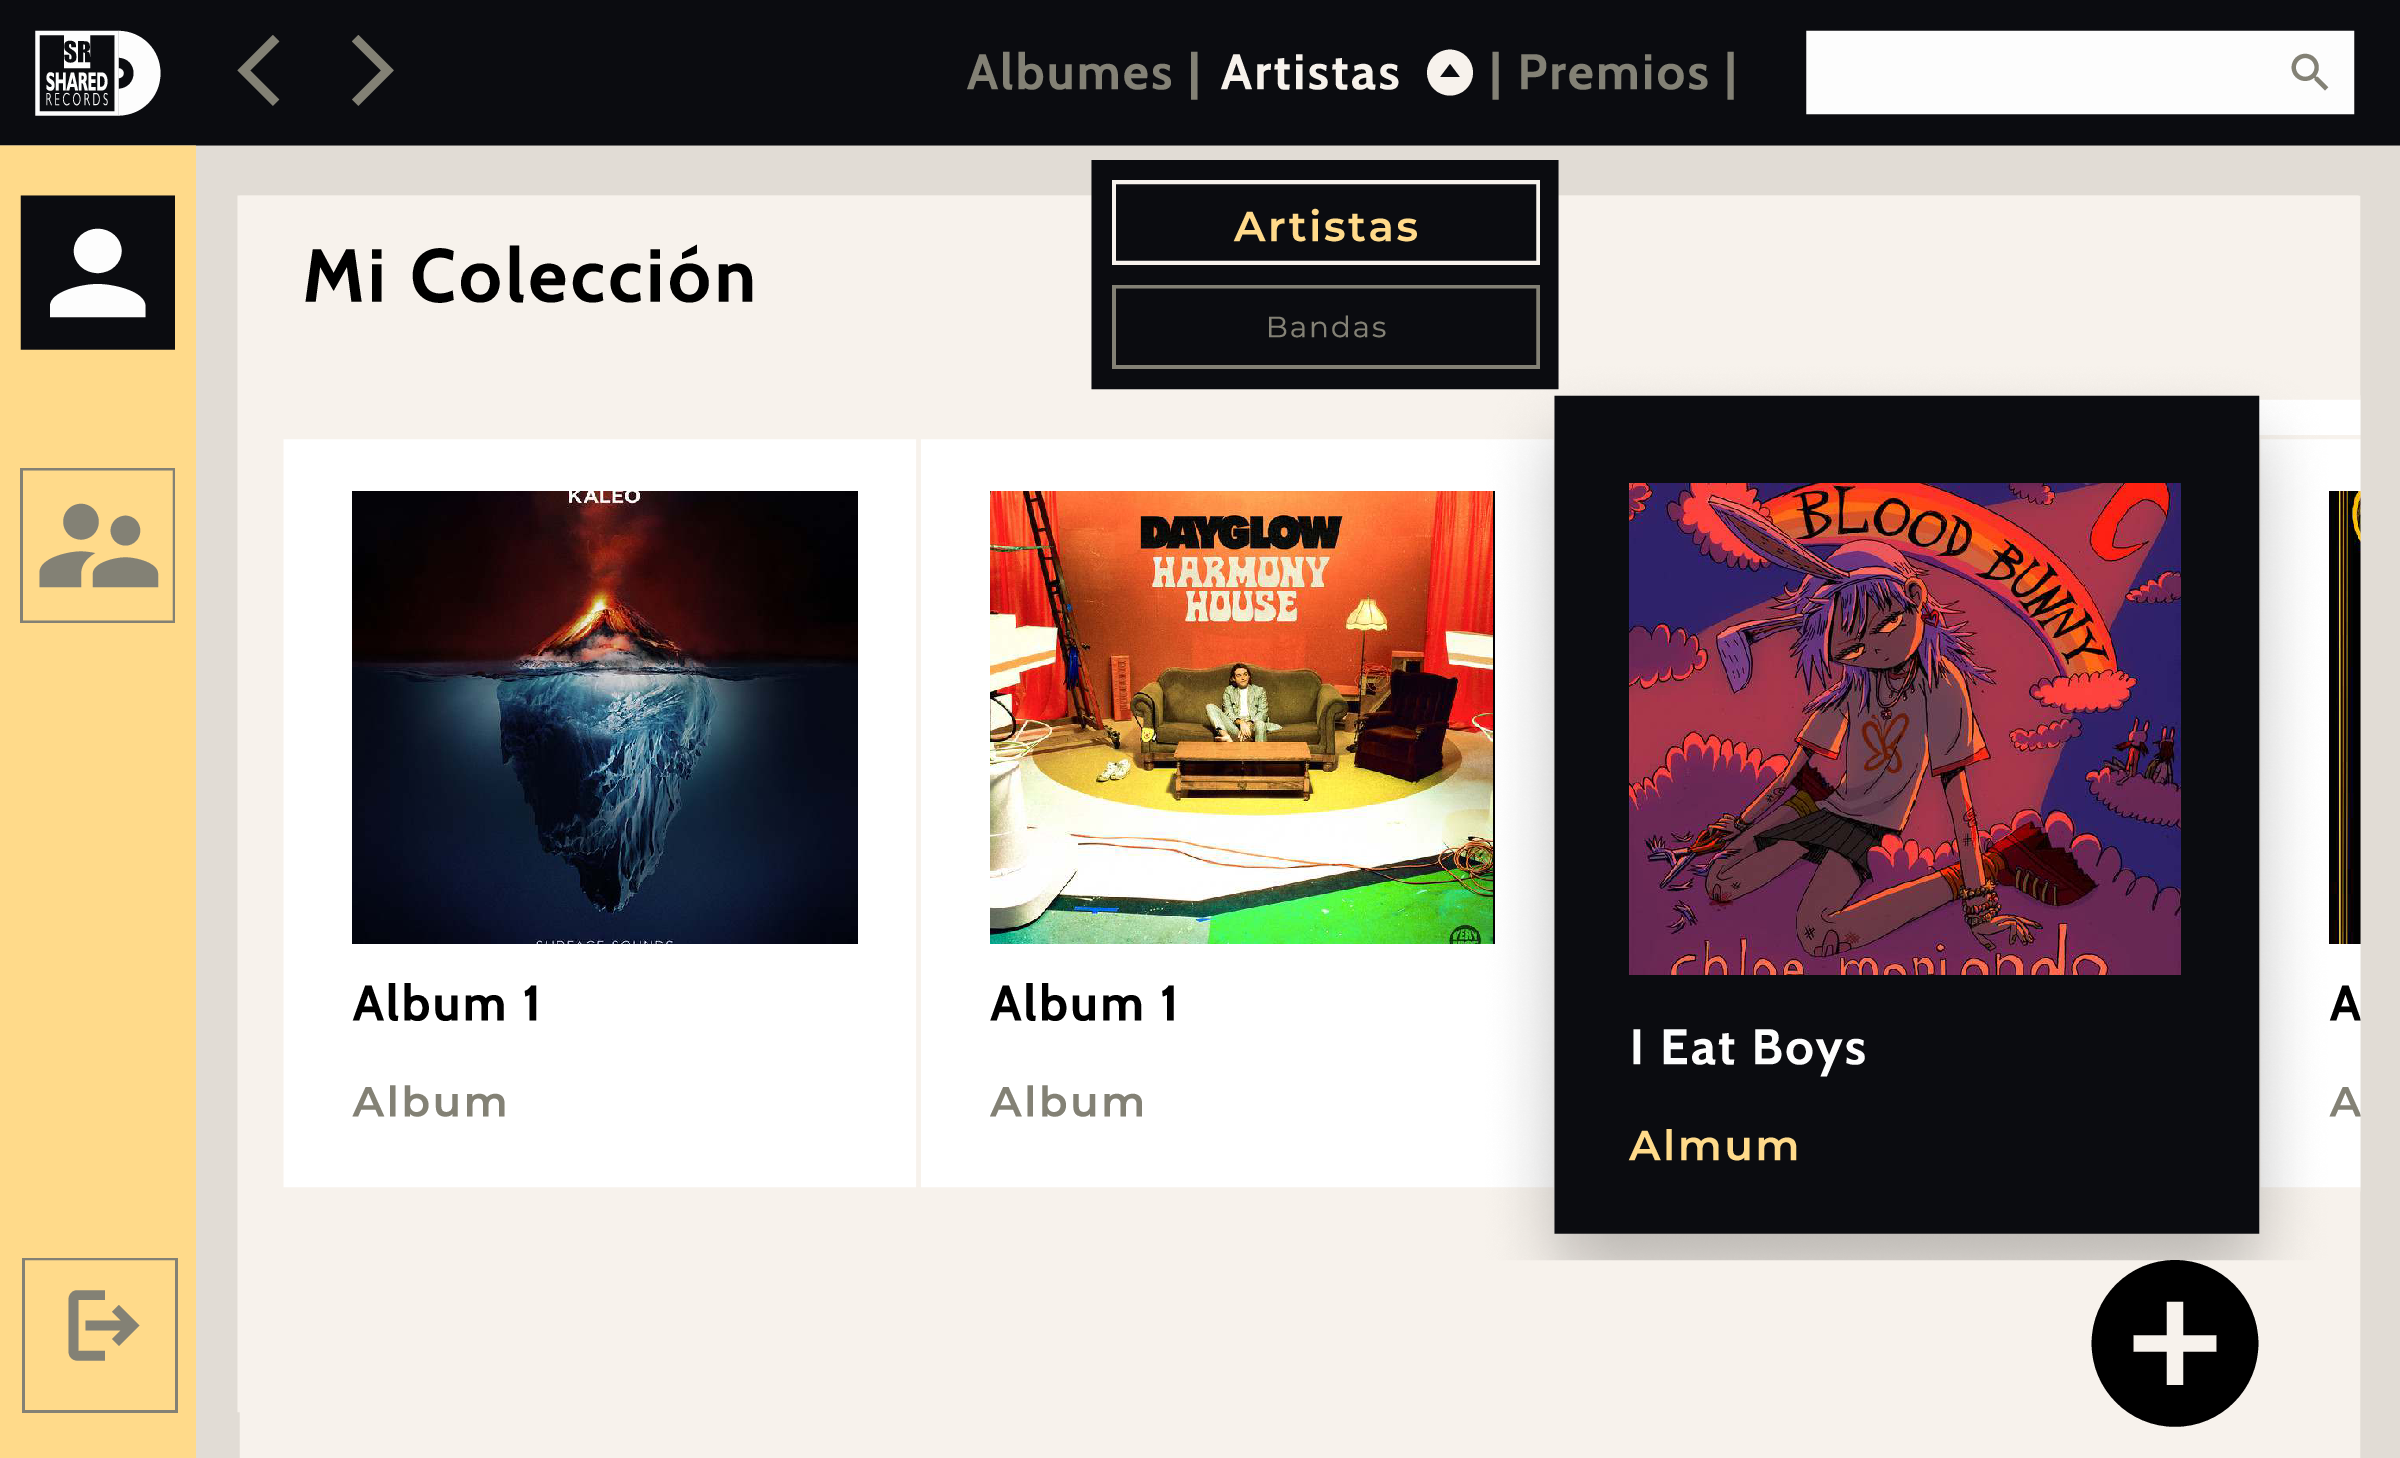 SR
SHARED
RECORDS
Albumes | Artistas | Premios |
Artistas
Bandas
Mi Colección
KALEO
SURFACE SOUNDS
DAYGLOW
HARMONY
HOUSE
BLOOD BUNNY
chloe moriondo
Album 1
Album
Album 1
Album
I Eat Boys
Almum
A
A